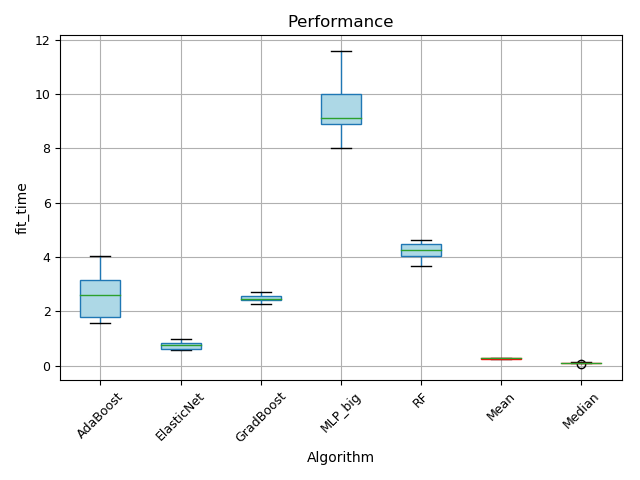 Performance
12
10
8
6
4
2
0
fit_time
AdaBoost
ElasticNet
GradBoost
MLP_big
RF
Mean
Median
Algorithm